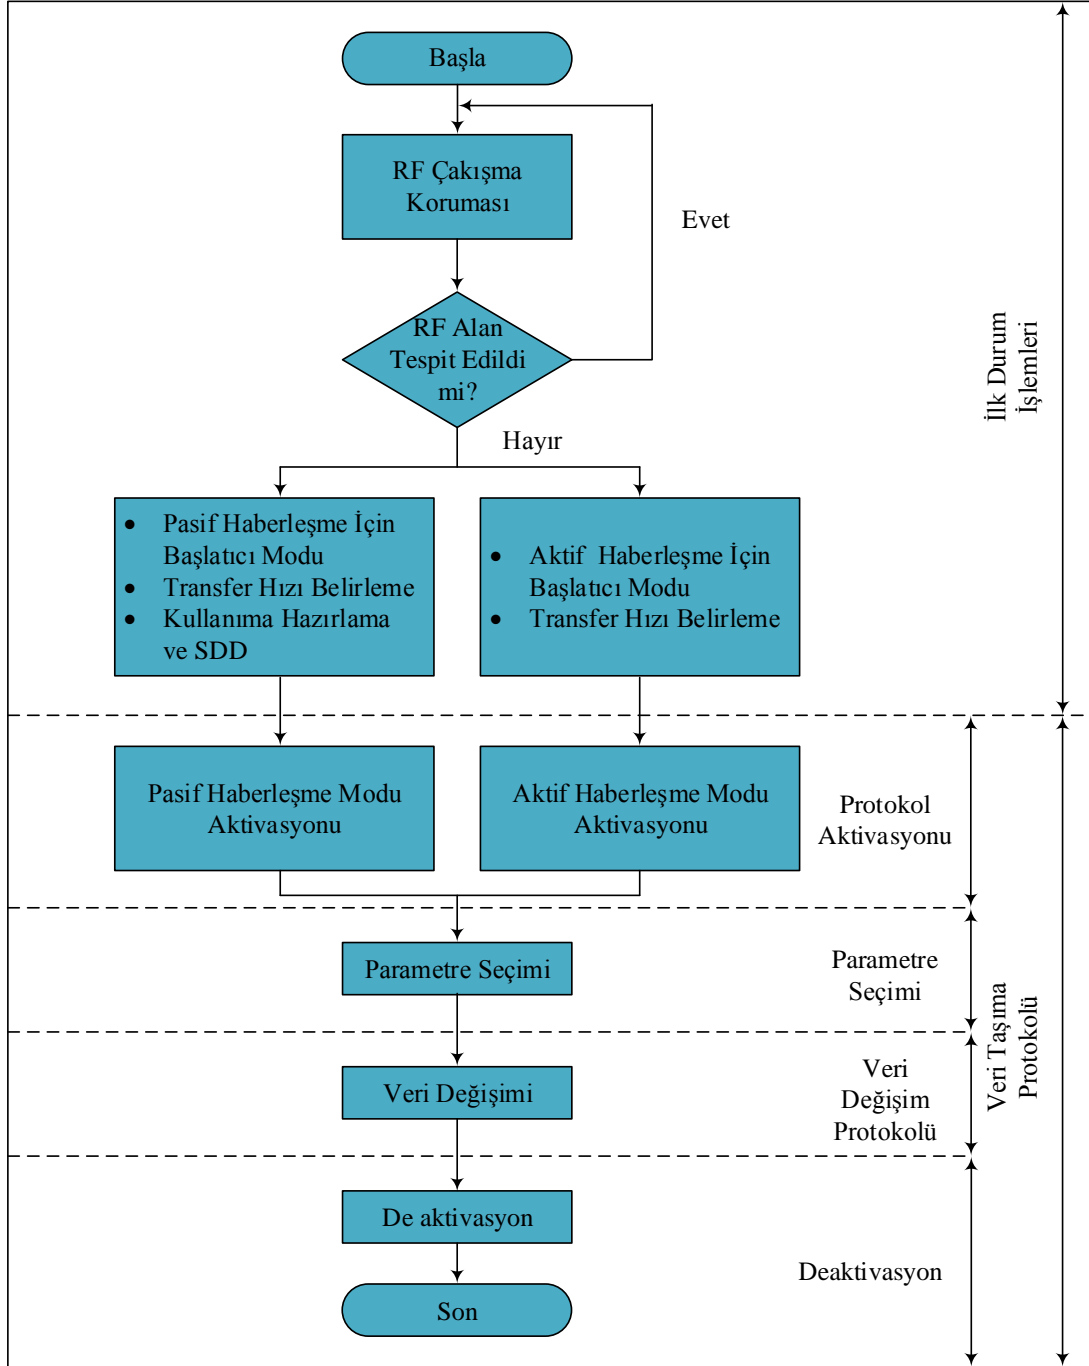 Başla
RF Çakışma
Koruması
Evet
RF Alan
Tespit Edildi
mi?
Hayır
İlk Durum
İşlemleri
• Pasif Haberleşme İçin
Başlatıcı Modu
• Transfer Hızı Belirleme
• Kullanıma Hazırlama
ve SDD
• Aktif Haberleşme İçin
Başlatıcı Modu
• Transfer Hızı Belirleme
Pasif Haberleşme Modu
Aktivasyonu
Aktif Haberleşme Modu
Aktivasyonu
Protokol
Aktivasyonu
Parametre Seçimi
Parametre
Seçimi
Veri Taşıma
Protokolü
Veri Değişimi
Veri
Değişim
Protokolü
De aktivasyon
Deaktivasyon
Son